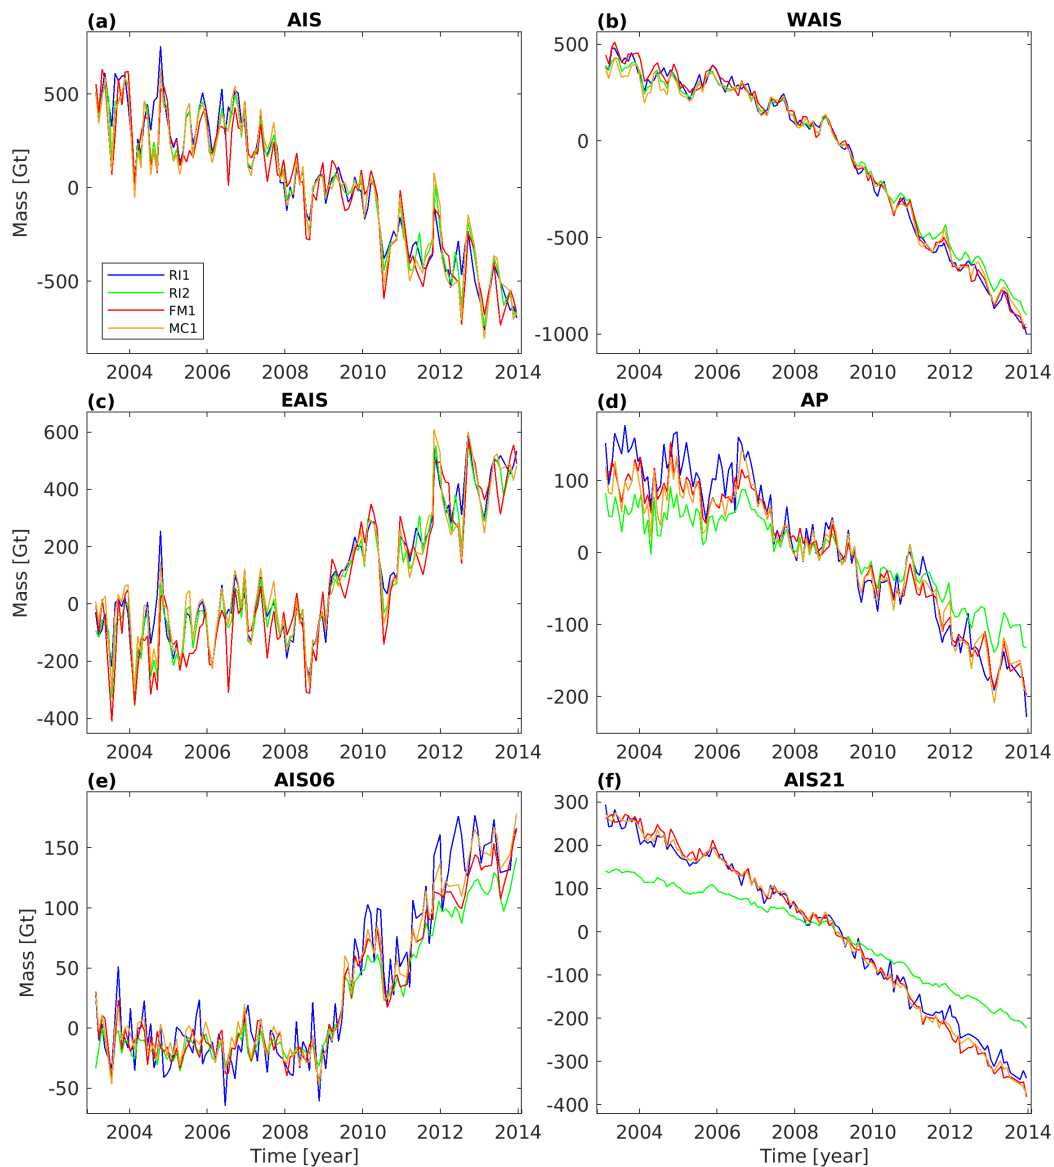 (a) AIS
Mass [Gt]
500
0
-500
RI1
RI2
FM1
MC1
2004 2006 2008 2010 2012 2014
(b) WAIS
500
0
-500
-1000
2004 2006 2008 2010 2012 2014
(c) EAIS
Mass [Gt]
600
400
200
0
-200
-400
2004 2006 2008 2010 2012 2014
(d) AP
100
0
-100
-200
2004 2006 2008 2010 2012 2014
(e) AIS06
Mass [Gt]
150
100
50
0
-50
2004 2006 2008 2010 2012 2014
Time [year]
(f) AIS21
300
200
100
0
-100
-200
-300
-400
2004 2006 2008 2010 2012 2014
Time [year]